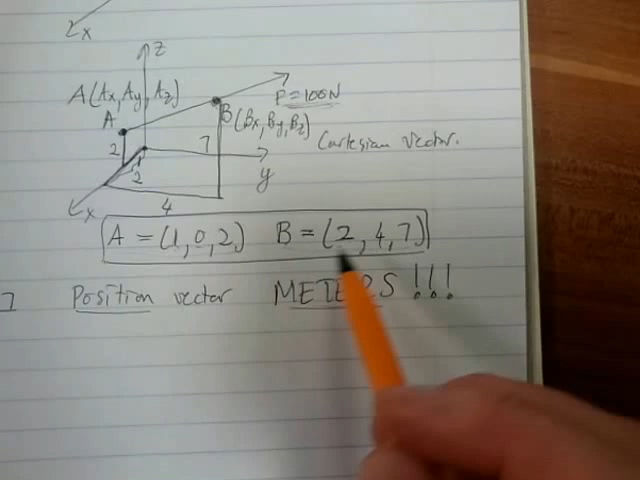 x
z
A(Ax, Ay, Az)
A
F = 100N
B(Bx, By, Bz)
2
1
7
Cartesian vector.
2
y
x
4
A = (1, 0, 2) B = (2, 4, 7)
Position vector METERS !!!